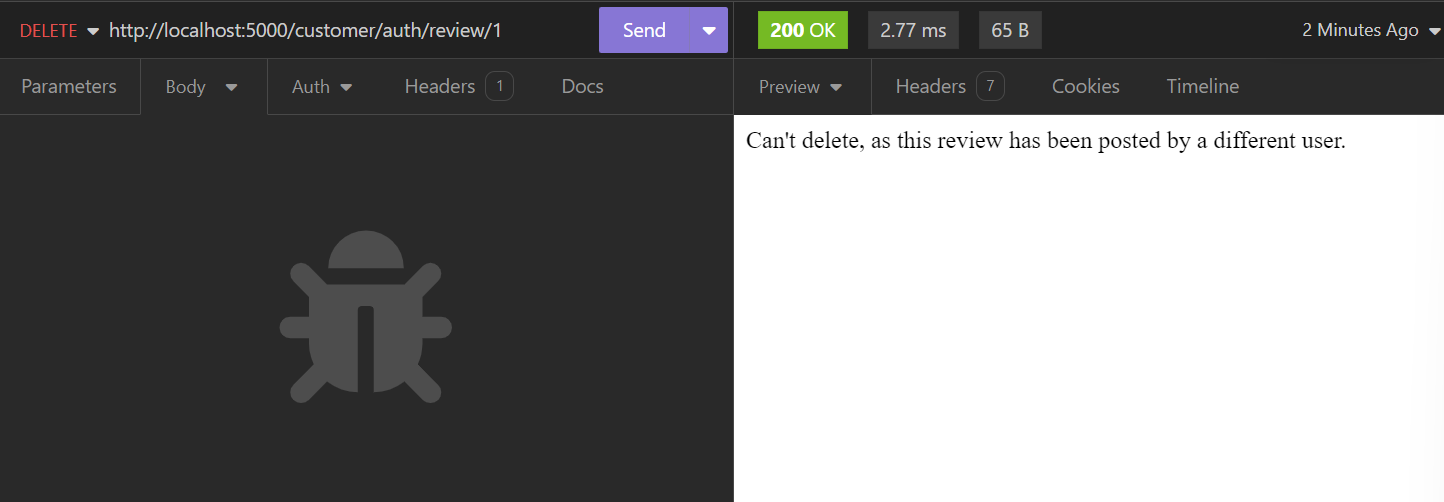 DELETE http://localhost:5000/customer/auth/review/1 Send 200 OK 2.77 ms 65 B 2 Minutes Ago
Parameters Body Auth Headers 1 Docs Preview Headers 7 Cookies Timeline
Can't delete, as this review has been posted by a different user.